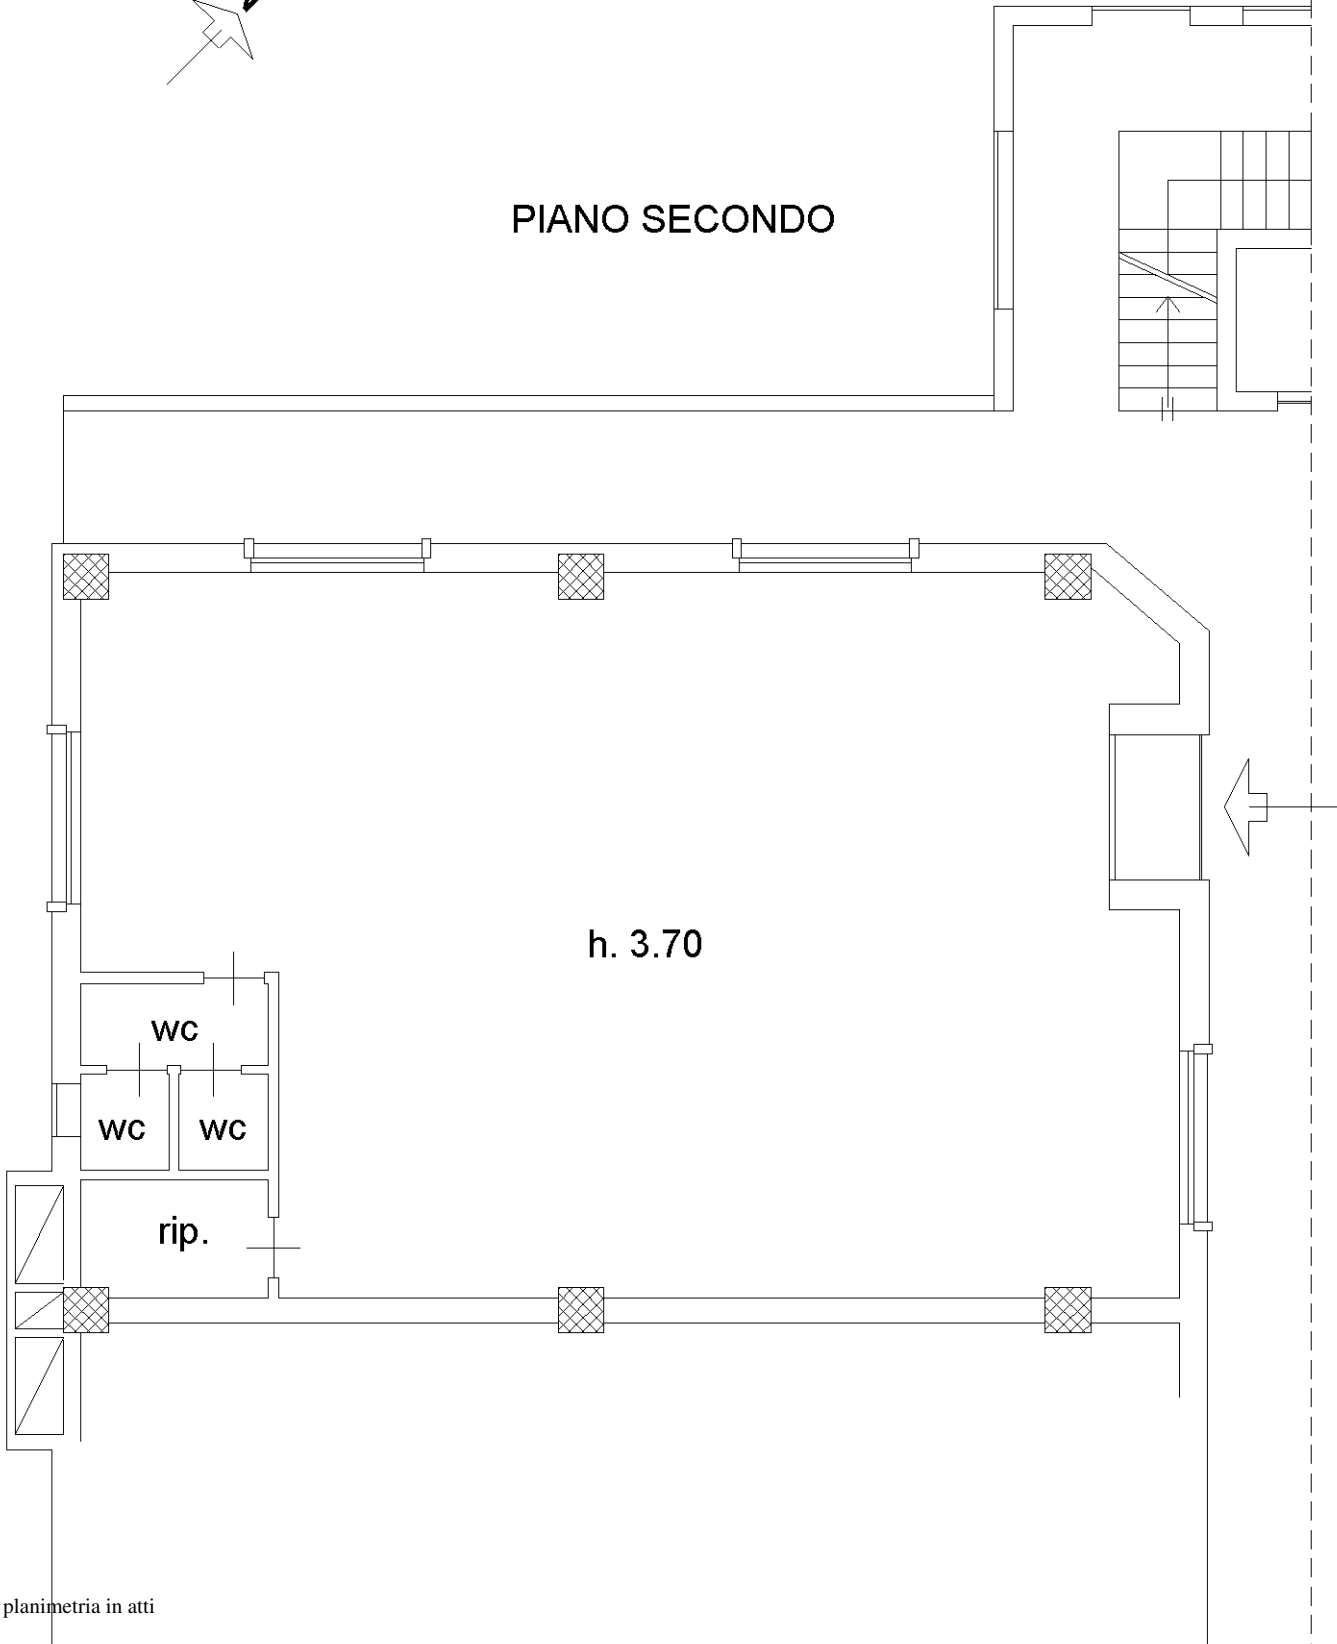 PIANO SECONDO
h. 3.70
wc
wc wc
rip.
planimetria in atti